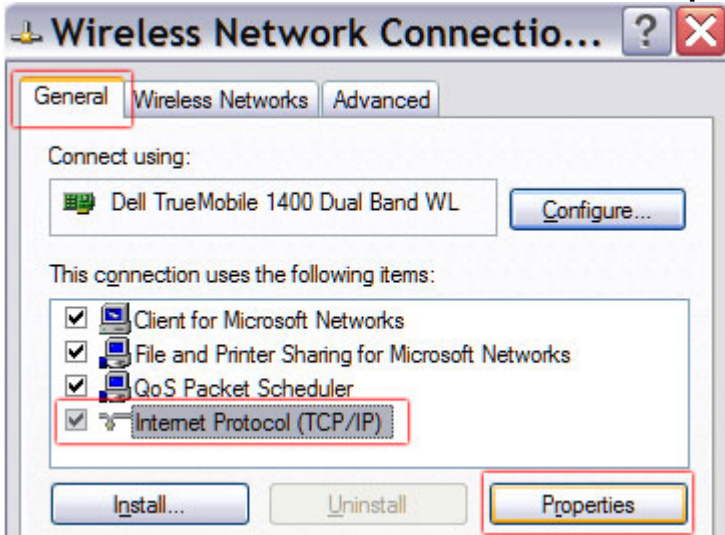 Wireless Network Connectio...
General Wireless Networks Advanced
Connect using:
Dell TrueMobile 1400 Dual Band WL Configure...
This connection uses the following items:
Client for Microsoft Networks
File and Printer Sharing for Microsoft Networks
QoS Packet Scheduler
Internet Protocol (TCP/IP)
Install... Uninstall Properties